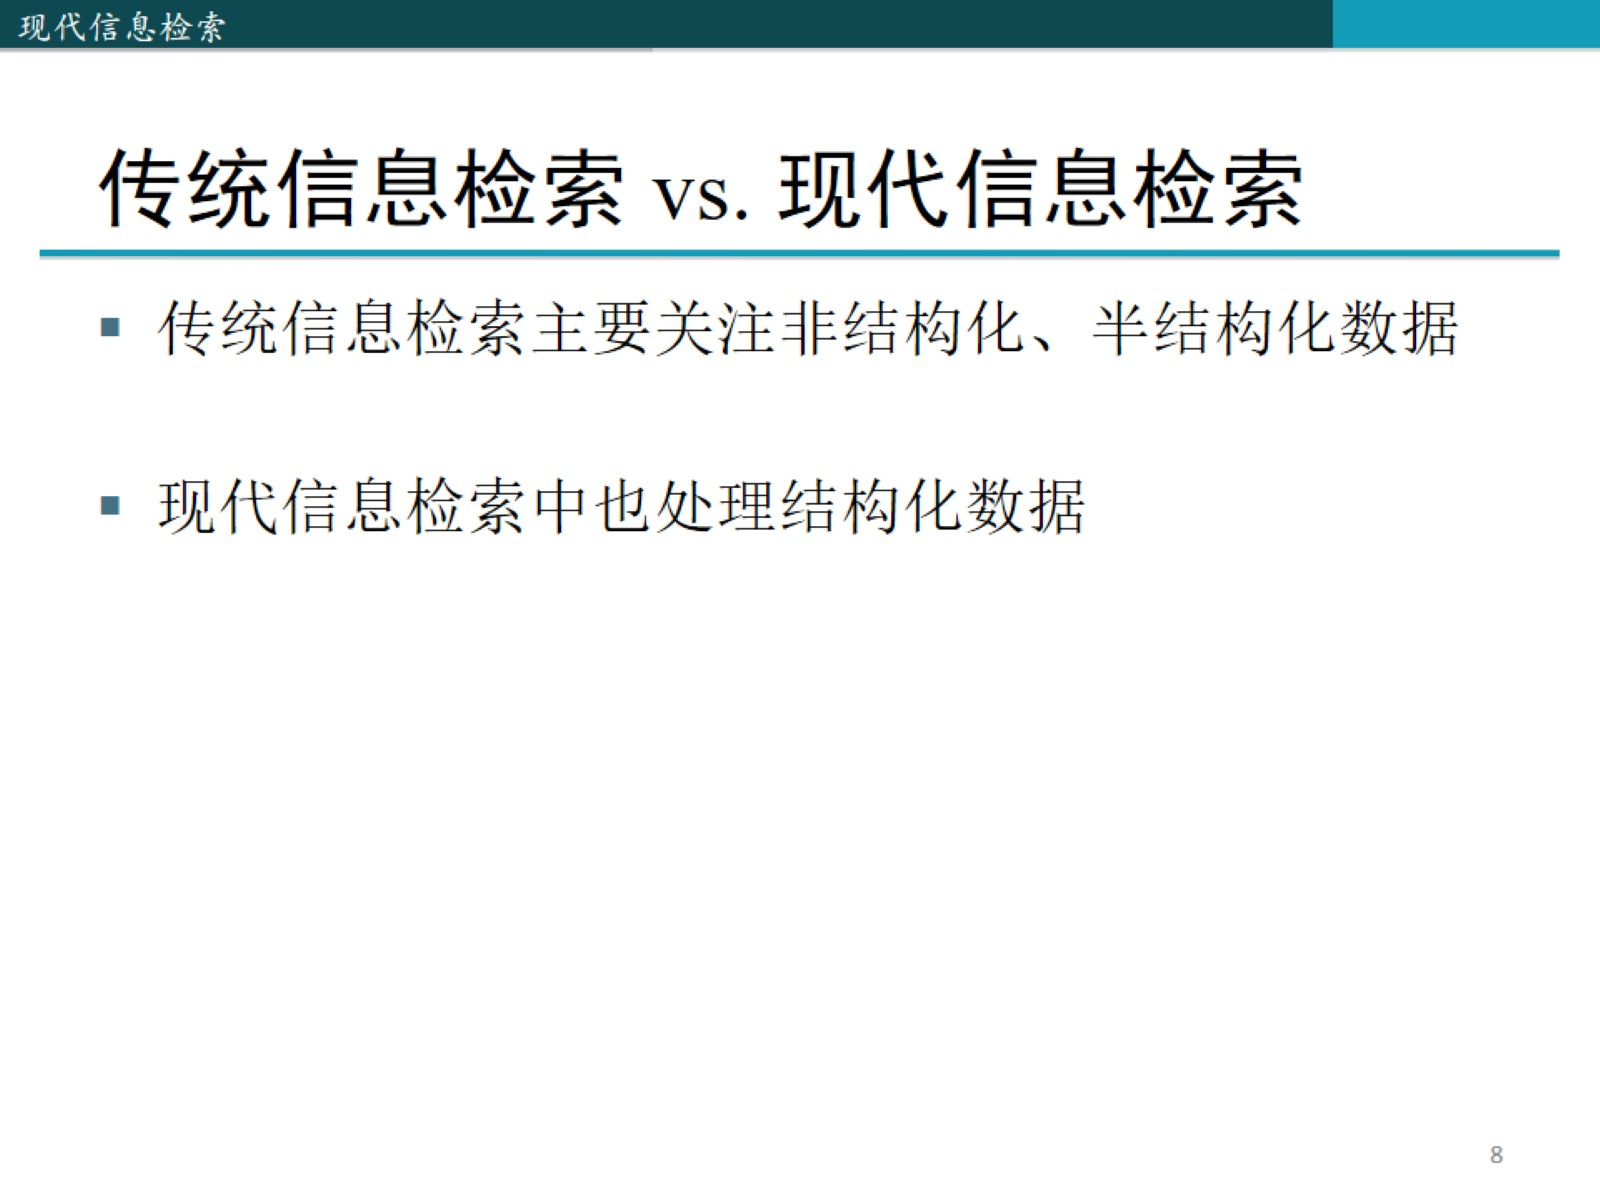 现代信息检索
传统信息检索 vs. 现代信息检索
▪ 传统信息检索主要关注非结构化、半结构化数据
▪ 现代信息检索中也处理结构化数据
8